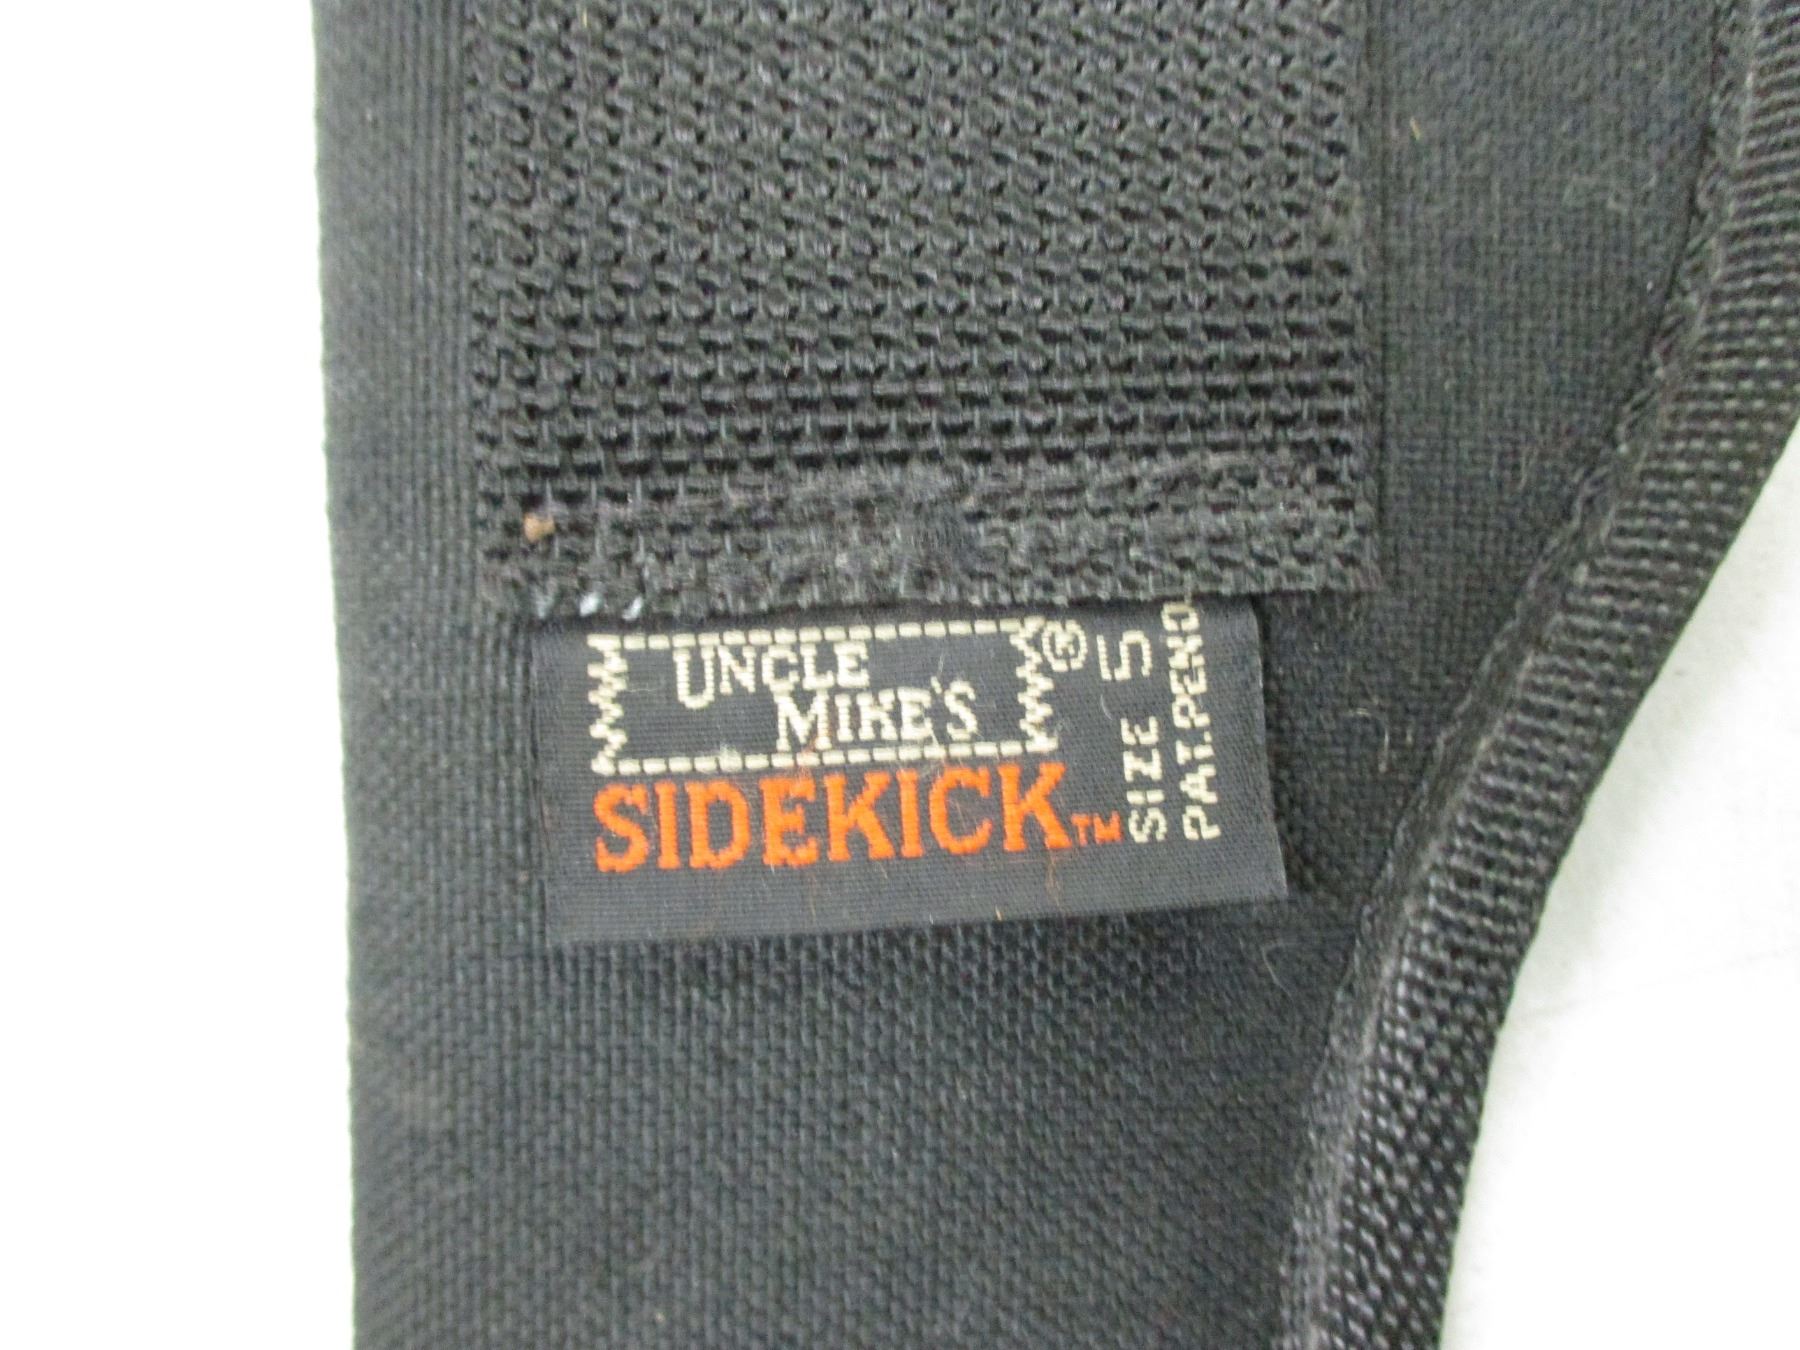 UNCLE
MIKE'S ®
SIDEKICK™
SIZE 5
PAT.PEND